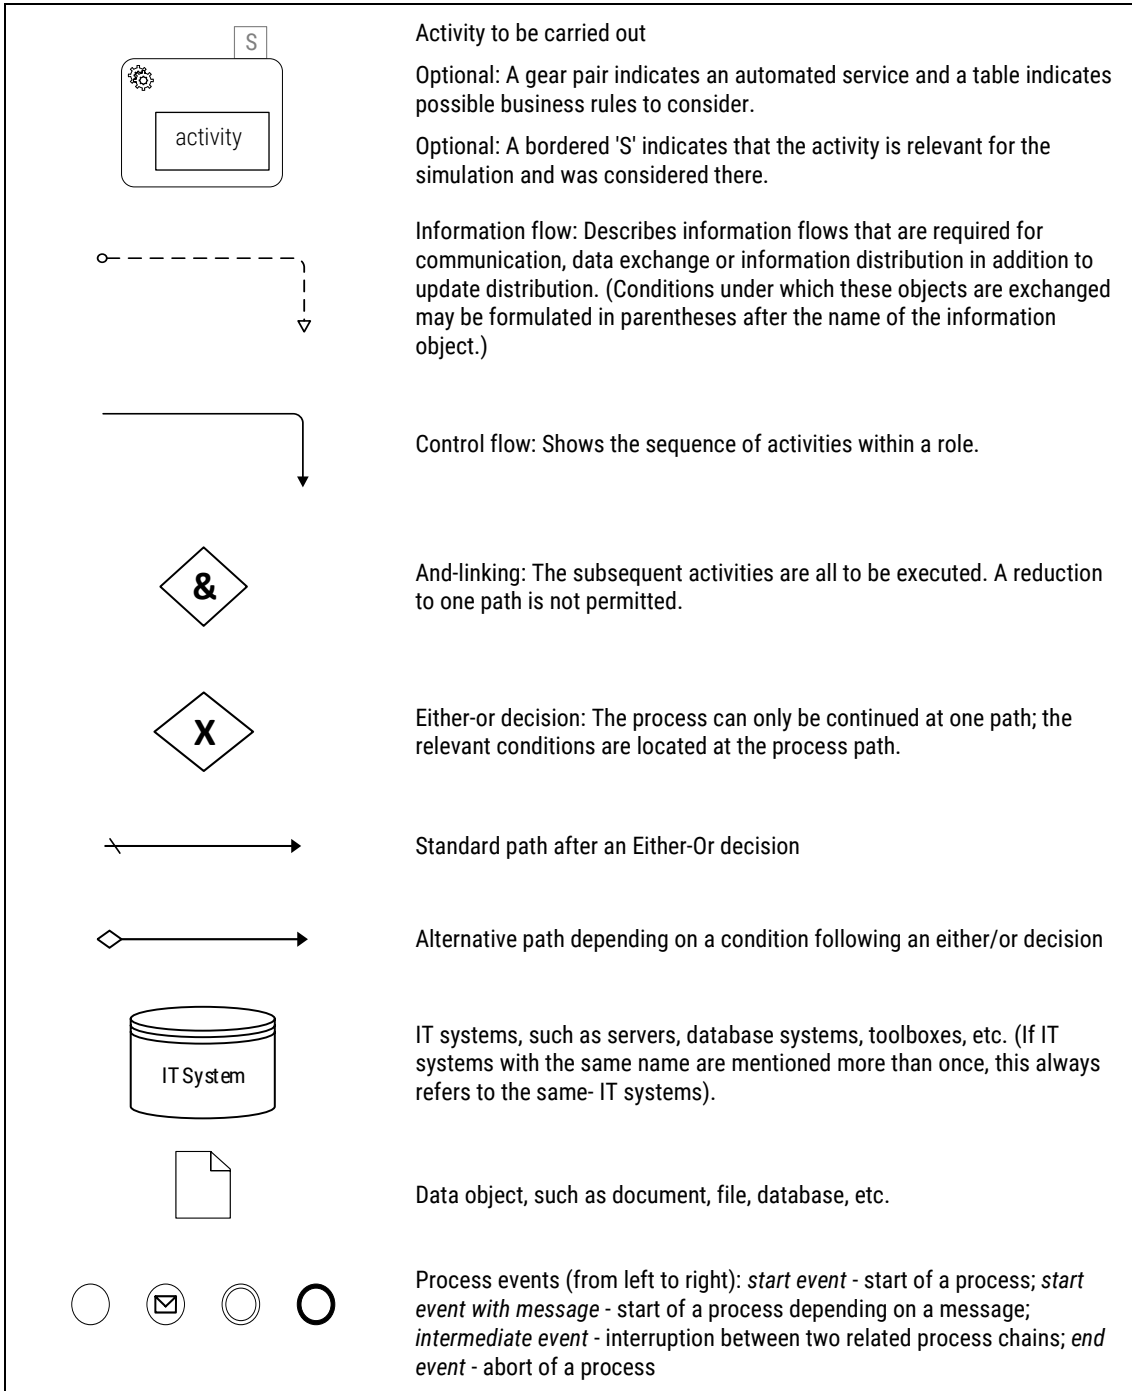 S
activity
Activity to be carried out
Optional: A gear pair indicates an automated service and a table indicates
possible business rules to consider.
Optional: A bordered 'S' indicates that the activity is relevant for the
simulation and was considered there.
Information flow: Describes information flows that are required for
communication, data exchange or information distribution in addition to
update distribution. (Conditions under which these objects are exchanged
may be formulated in parentheses after the name of the information
object.)
Control flow: Shows the sequence of activities within a role.
&
And-linking: The subsequent activities are all to be executed. A reduction
to one path is not permitted.
X
Either-or decision: The process can only be continued at one path; the
relevant conditions are located at the process path.
Standard path after an Either-Or decision
Alternative path depending on a condition following an either/or decision
IT System
IT systems, such as servers, database systems, toolboxes, etc. (If IT
systems with the same name are mentioned more than once, this always
refers to the same- IT systems).
Data object, such as document, file, database, etc.
Process events (from left to right): start event - start of a process; start
event with message - start of a process depending on a message;
intermediate event - interruption between two related process chains; end
event - abort of a process